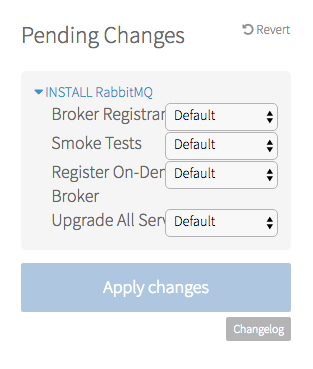 Pending Changes
Revert
INSTALL RabbitMQ
Broker Registrar Default
Smoke Tests Default
Register On-Der Default
Broker
Upgrade All Serv Default
Apply changes
Changelog